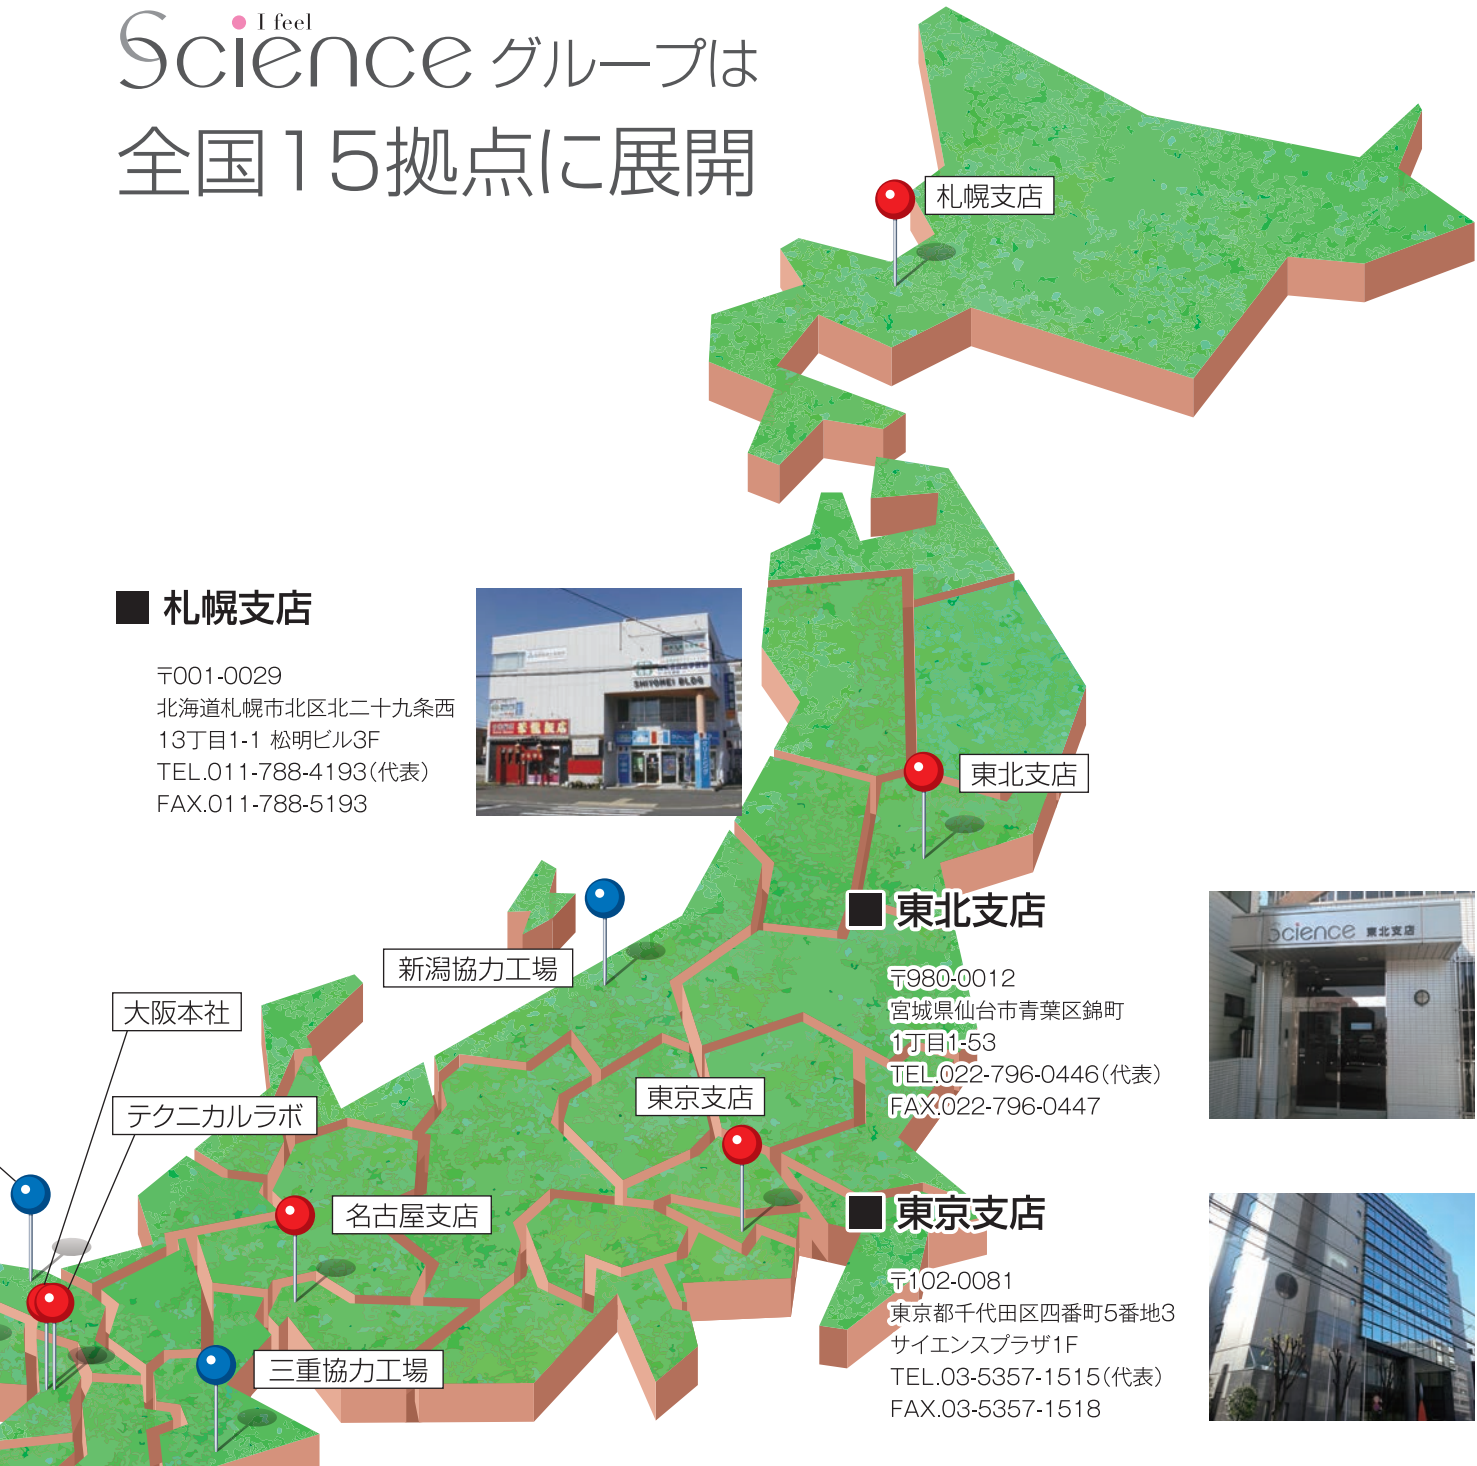 I feel
Science グループは
全国15拠点に展開
札幌支店
■ 札幌支店
〒001-0029
北海道札幌市北区北二十九条西
13丁目1-1 松明ビル3F
TEL.011-788-4193(代表)
FAX.011-788-5193
SHIYOMEI BLDG
東北支店
新潟協力工場
■ 東北支店
〒980-0012
宮城県仙台市青葉区錦町
1丁目1-53
TEL.022-796-0446(代表)
FAX.022-796-0447
Science 東北支店
大阪本社
テクニカルラボ
東京支店
名古屋支店
三重協力工場
■ 東京支店
〒102-0081
東京都千代田区四番町5番地3
サイエンスプラザ1F
TEL.03-5357-1515(代表)
FAX.03-5357-1518